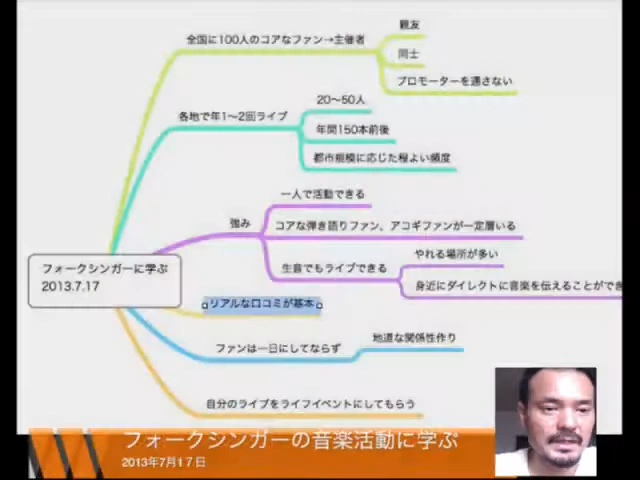 全国に100人のコアなファン→主催者
親友
同士
プロモーターを通さない
各地で年1〜2回ライブ
20〜50人
年間150本前後
都市規模に応じた程よい頻度
強み
一人で活動できる
コアな弾き語りファン、アコギファンが一定層いる
生音でもライブできる
やれる場所が多い
身近にダイレクトに音楽を伝えることができ
フォークシンガーに学ぶ
2013.7.17
リアルな口コミが基本
ファンは一日にしてならず
地道な関係性作り
自分のライブをライフイベントにしてもらう
フォークシンガーの音楽活動に学ぶ
2013年7月17日